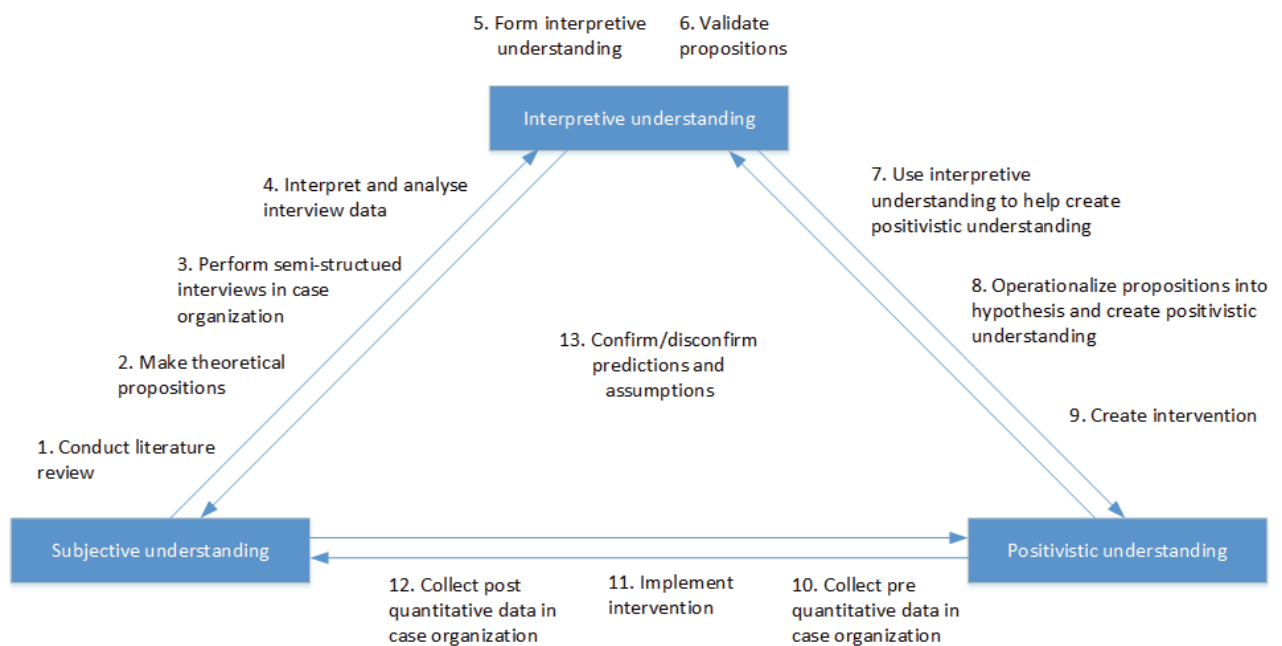 5. Form interpretive
understanding
6. Validate
propositions
Interpretive understanding
4. Interpret and analyse
interview data
7. Use interpretive
understanding to help create
positivistic understanding
3. Perform semi-structued
interviews in case
organization
8. Operationalize propositions into
hypothesis and create positivistic
understanding
13. Confirm/disconfirm
predictions and
assumptions
2. Make theoretical
propositions
9. Create intervention
1. Conduct literature
review
Subjective understanding
Positivistic understanding
12. Collect post
quantitative data in
case organization
11. Implement
intervention
10. Collect pre
quantitative data in
case organization